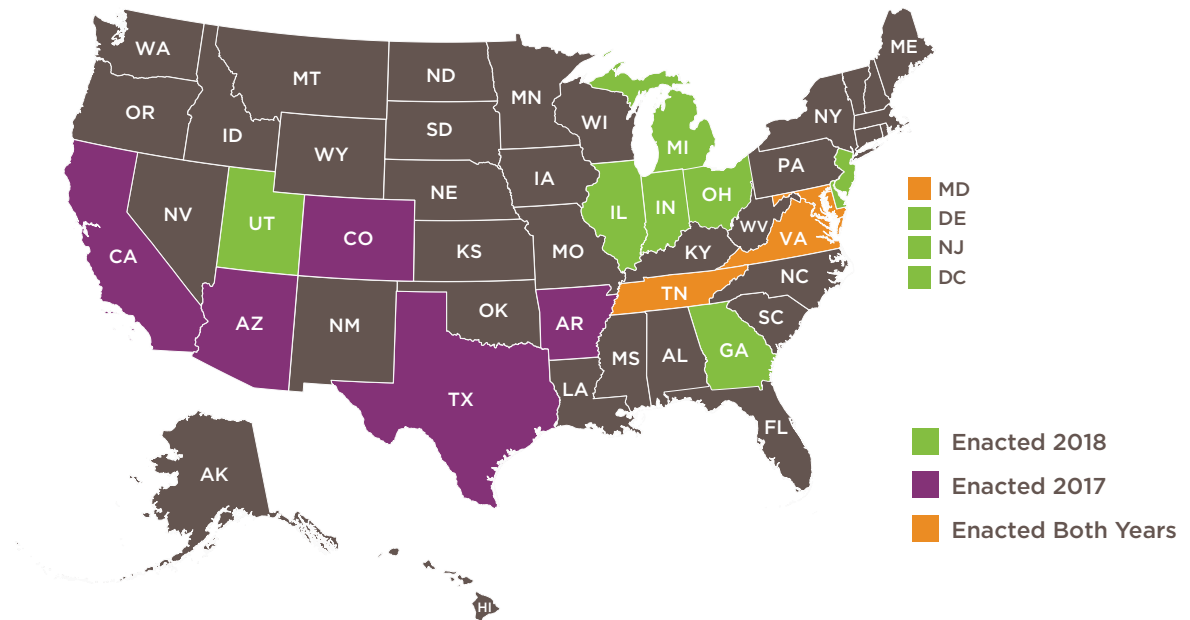 WA
MT
ND
MN
ME
OR
ID
SD
WI
NY
WY
MI
PA
IA
NE
OH
MD
NV
UT
IL
IN
DE
CO
WV
VA
NJ
CA
KS
MO
KY
DC
AZ
NM
OK
AR
TN
NC
SC
MS
AL
GA
TX
LA
FL
Enacted 2018
AK
Enacted 2017
Enacted Both Years
HI